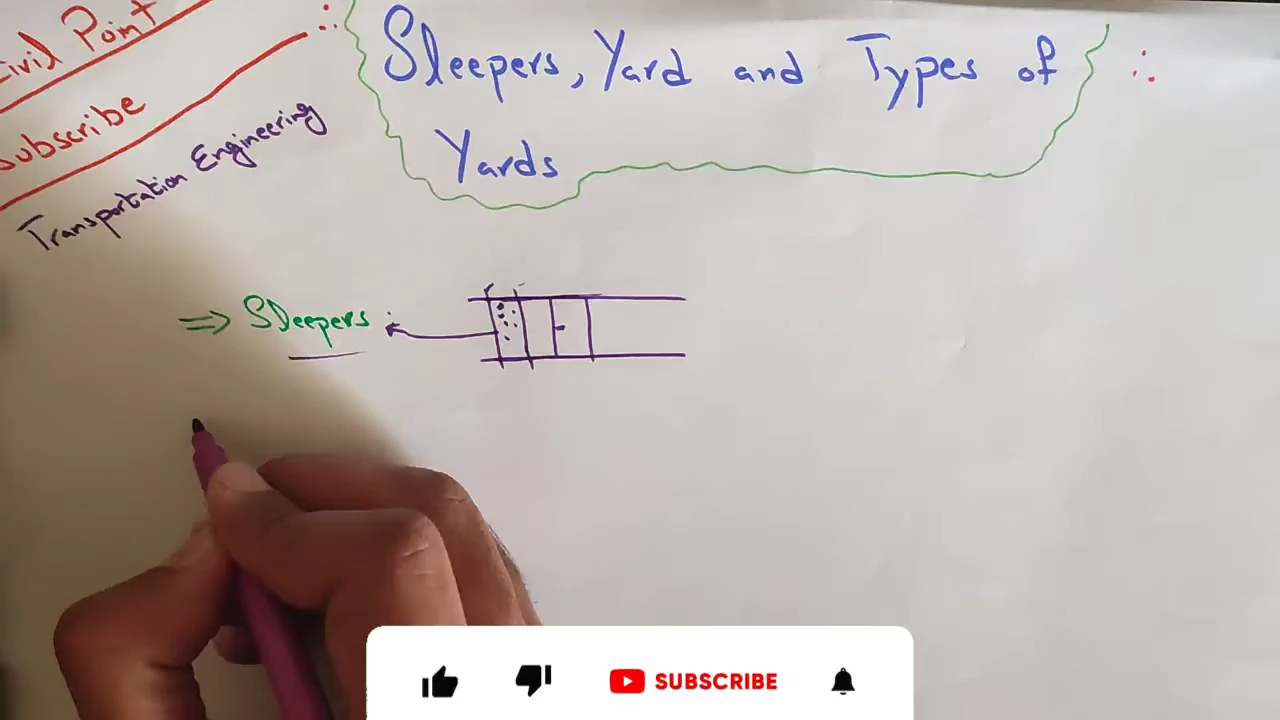 Civil Point
Subscribe
Transportation Engineering
Sleepers, Yard and Types of
Yards
⇒ Sleepers
SUBSCRIBE